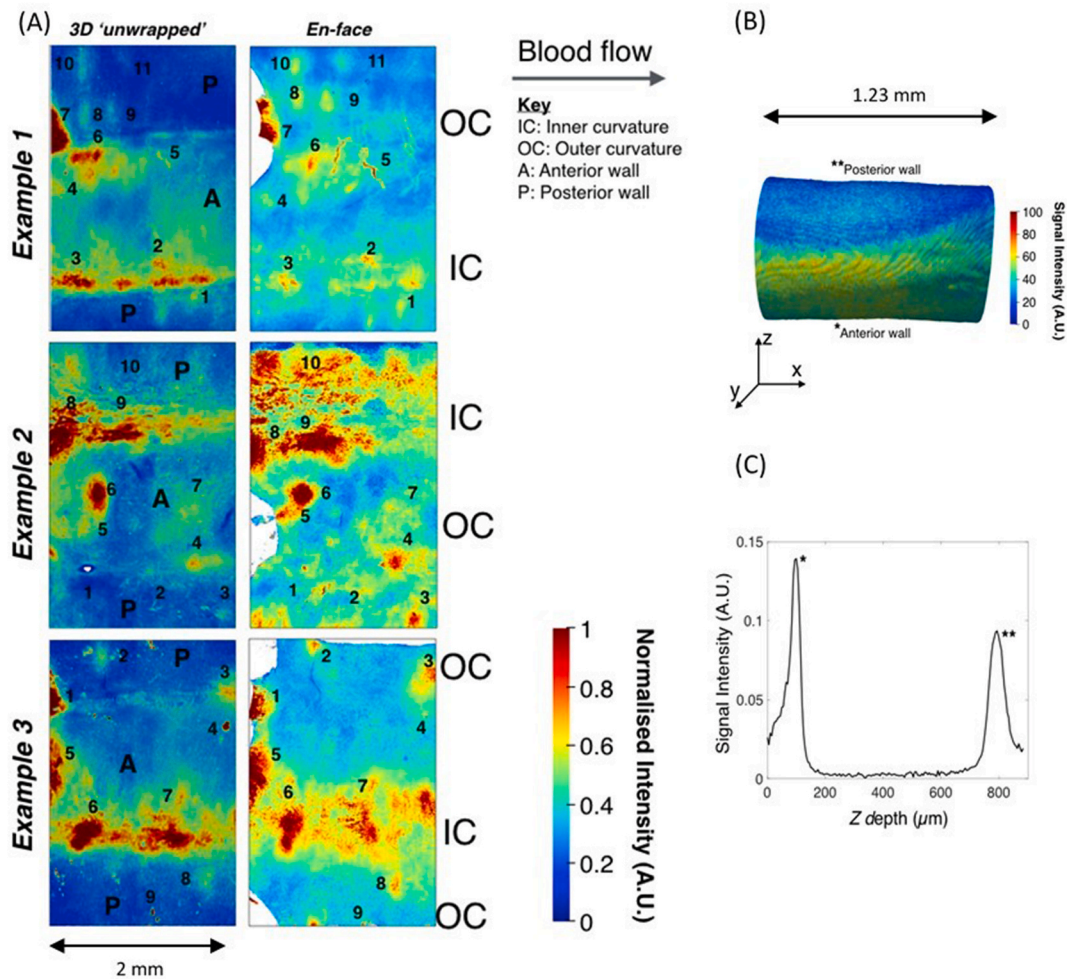 (A)
3D ‘unwrapped’ En-face
Example 1
10 11 P
7 8 9
6
5
4 A
3 2
1
P
10 11
8 9
7
6
5
4
2
3
1
OC
IC
Example 2
10 P
8 9
6 A 7
5
4
1 2 3
P
10
9
8
6 7
5
4
1 2 3
IC
OC
Example 3
2 P
3
1
4
5 A
6 7
8
9
P
2
3
1
4
5
6 7
8
9
OC
IC
OC
2 mm
Blood flow
Key
IC: Inner curvature
OC: Outer curvature
A: Anterior wall
P: Posterior wall
1
0.8
0.6
0.4
0.2
0
Normalised Intensity (A.U.)
(B)
1.23 mm
**Posterior wall
*Anterior wall
100
80
60
40
20
0
Signal Intensity (A.U.)
z
x
y
(C)
0.15
0.1
0.05
0
Signal Intensity (A.U.)
*
**
0 200 400 600 800
Z depth (µm)